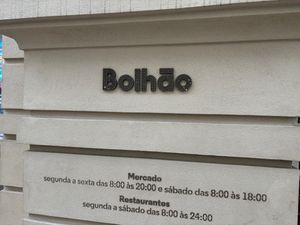 Bolhão
Mercado
segunda a sexta das 8:00 às 20:00 e sábado das 8:00 às 18:00
Restaurantes
segunda a sábado das 8:00 às 24:00